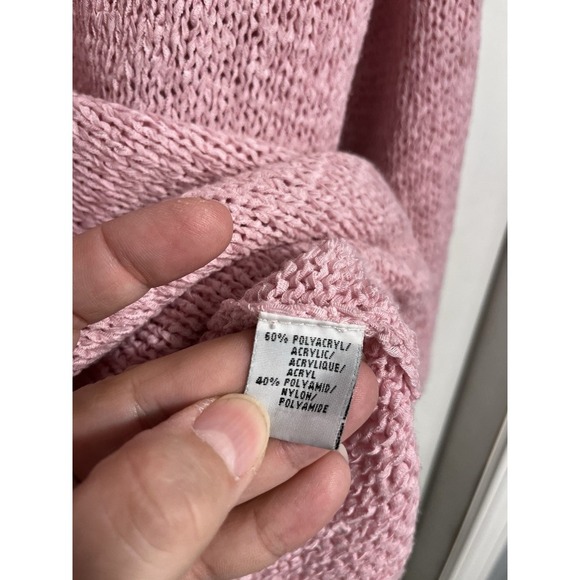 60% POLYACRYL/
ACRYLIC/
ACRYLIQUE/
ACRYL
40% POLYAMID/
NYLON/
POLYAMIDE